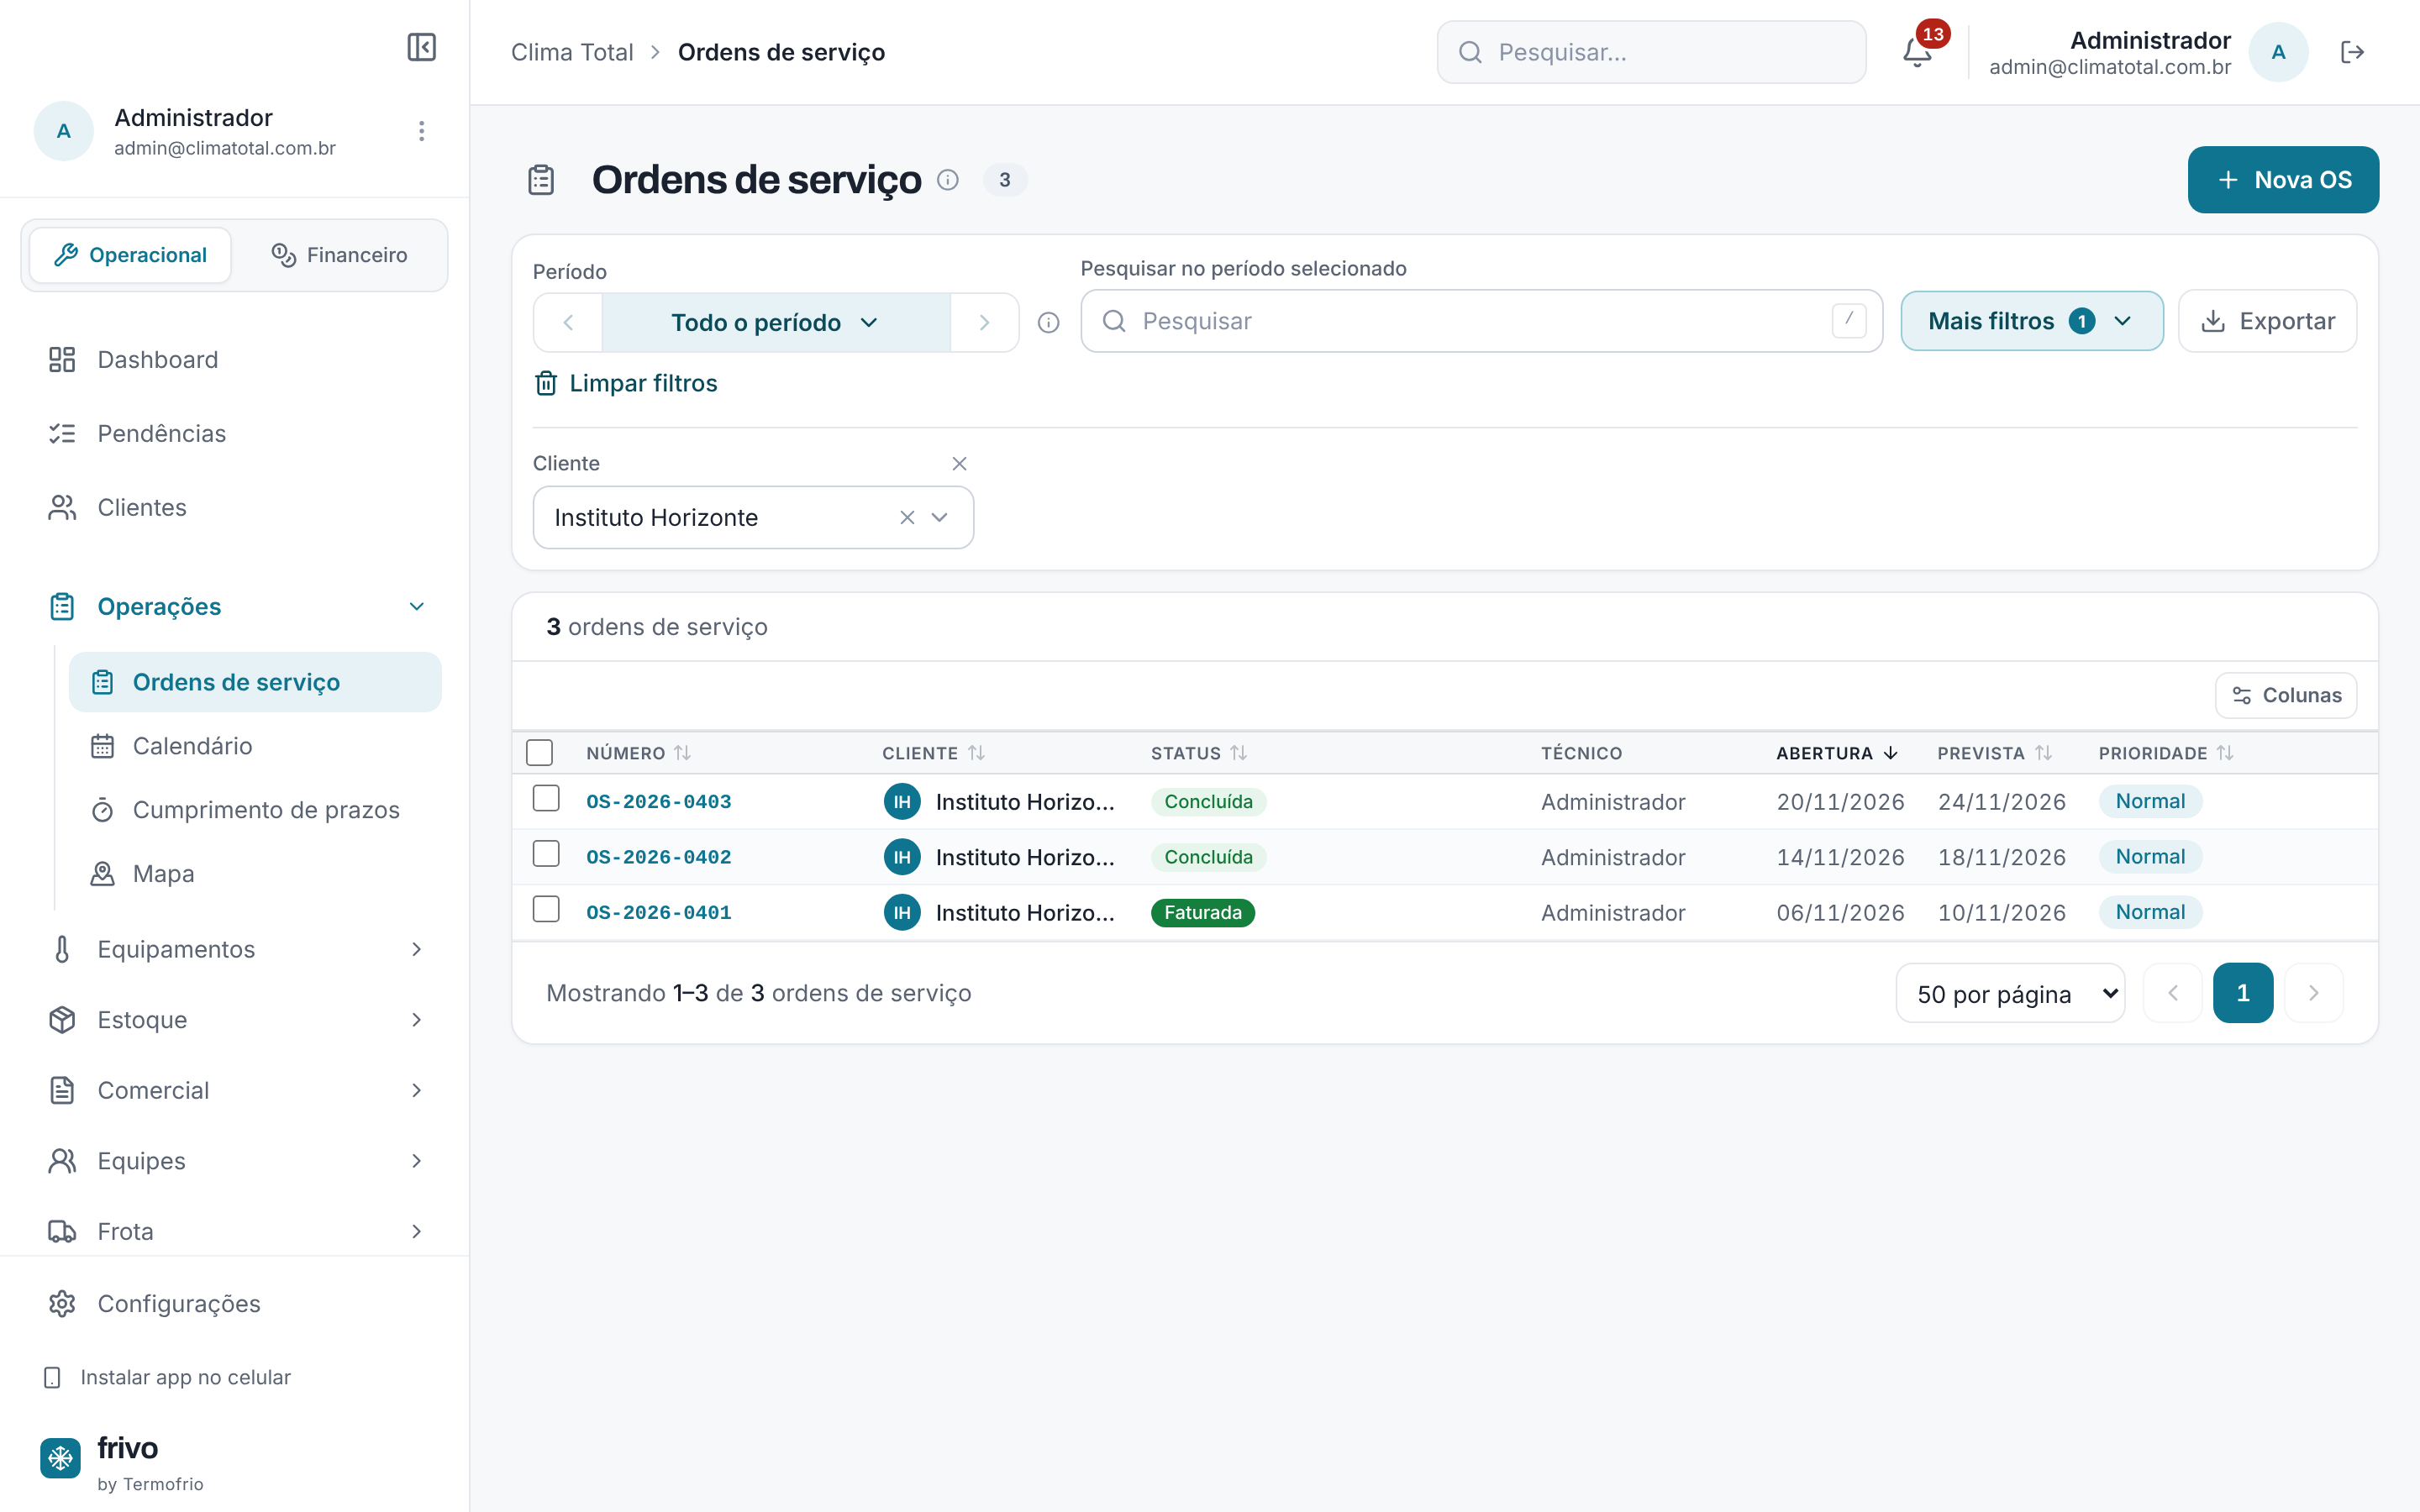 A
Administrador
admin@climatotal.com.br
Operacional
Financeiro
Dashboard
Pendências
Clientes
Operações
Ordens de serviço
Calendário
Cumprimento de prazos
Mapa
Equipamentos
Estoque
Comercial
Equipes
Frota
Configurações
Instalar app no celular
frivo
by Termofrio
Clima Total > Ordens de serviço
Pesquisar...
13
Administrador
admin@climatotal.com.br
A
Ordens de serviço 3
+ Nova OS
Período
Todo o período
Pesquisar no período selecionado
Pesquisar /
Mais filtros 1
Exportar
Limpar filtros
Cliente
Instituto Horizonte
3 ordens de serviço
Colunas
NÚMERO CLIENTE STATUS TÉCNICO ABERTURA PREVISTA PRIORIDADE
OS-2026-0403 IH Instituto Horizo... Concluída Administrador 20/11/2026 24/11/2026 Normal
OS-2026-0402 IH Instituto Horizo... Concluída Administrador 14/11/2026 18/11/2026 Normal
OS-2026-0401 IH Instituto Horizo... Faturada Administrador 06/11/2026 10/11/2026 Normal
Mostrando 1–3 de 3 ordens de serviço
50 por página
1